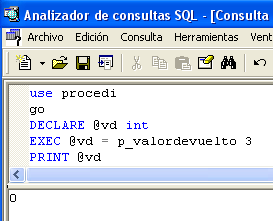 Analizador de consultas SQL - [Consulta
Archivo Edición Consulta Herramientas Vent
use procedi
go
DECLARE @vd int
EXEC @vd = p_valordevuelto 3
PRINT @vd
0